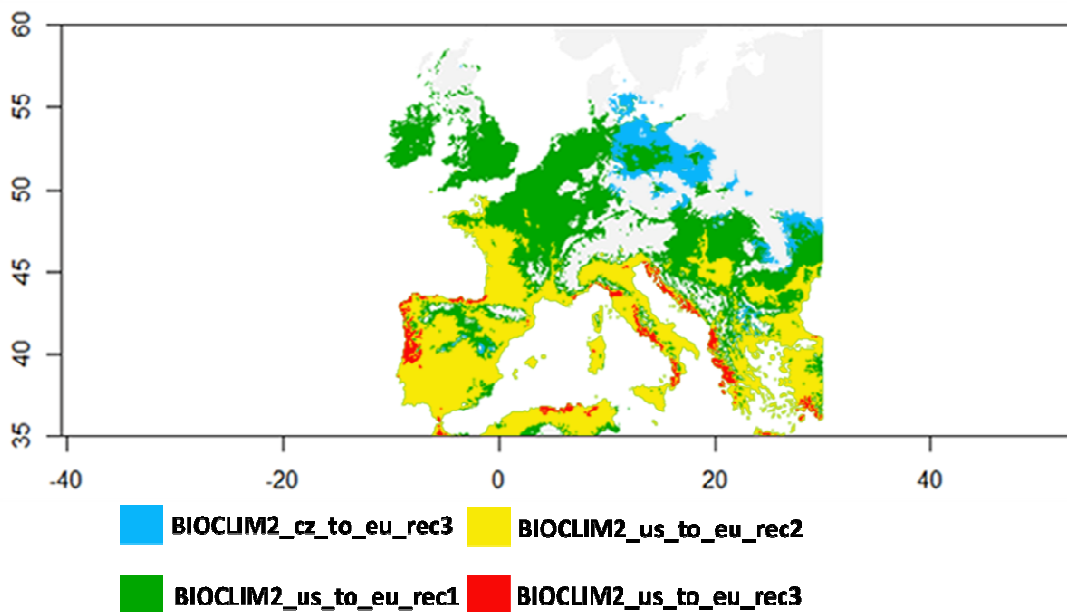 60
55
50
45
40
35
-40 -20 0 20 40
BIOCLIM2_cz_to_eu_rec3 BIOCLIM2_us_to_eu_rec2
BIOCLIM2_us_to_eu_rec1 BIOCLIM2_us_to_eu_rec3